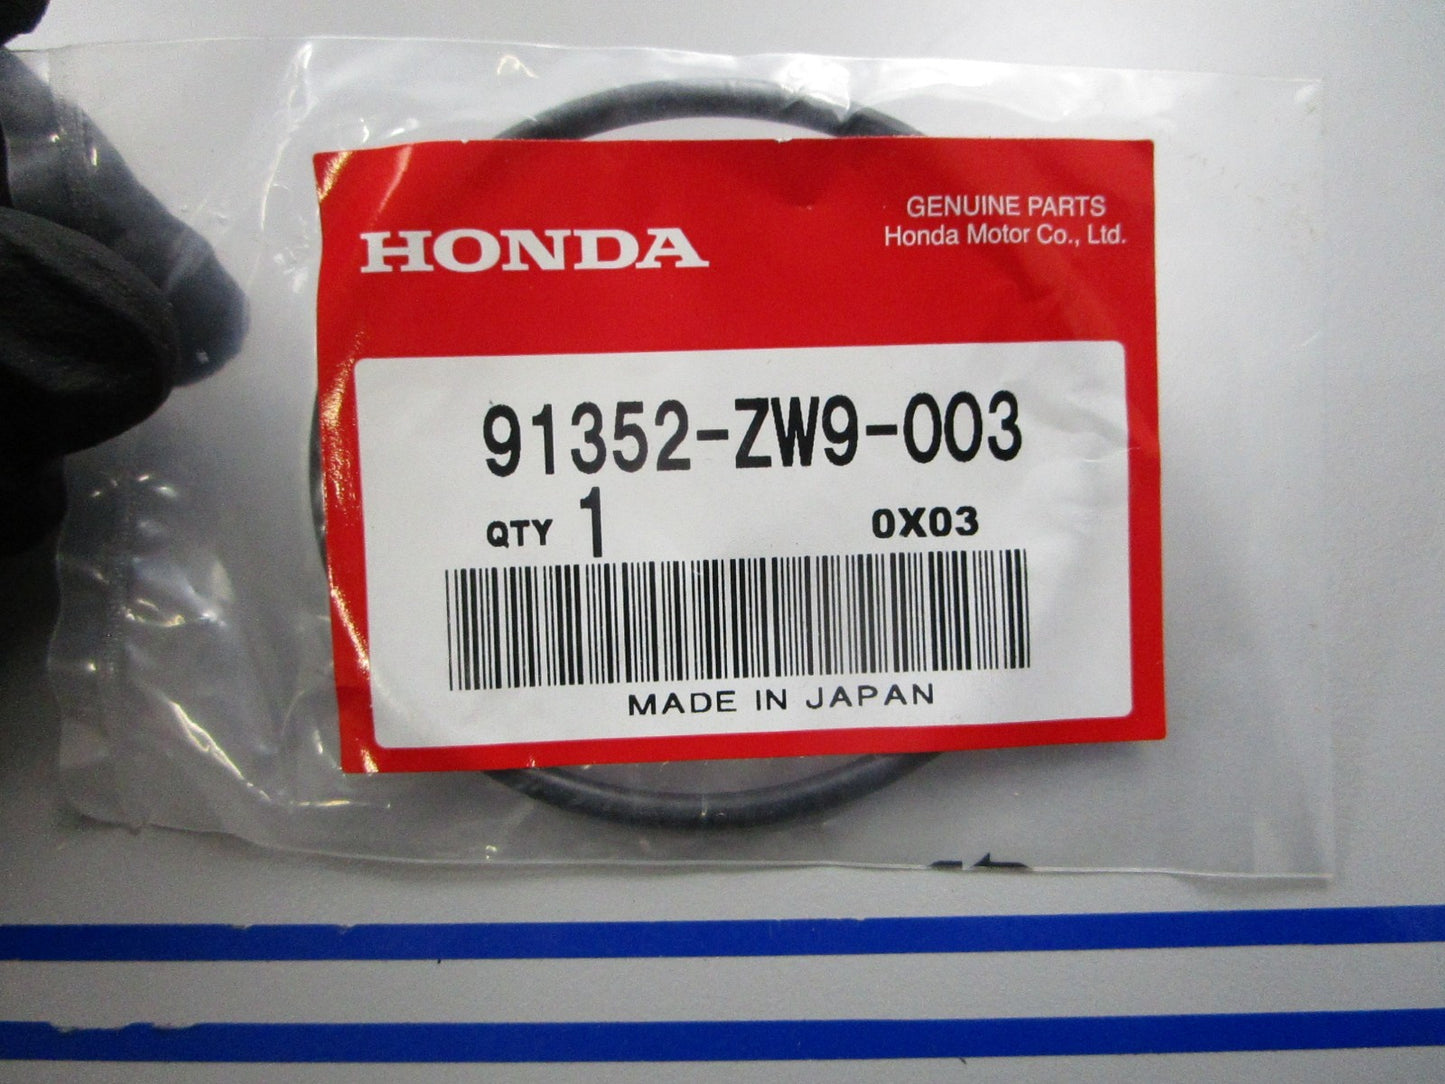 HONDA
GENUINE PARTS
Honda Motor Co., Ltd.
91352-ZW9-003
QTY 1 0X03
MADE IN JAPAN